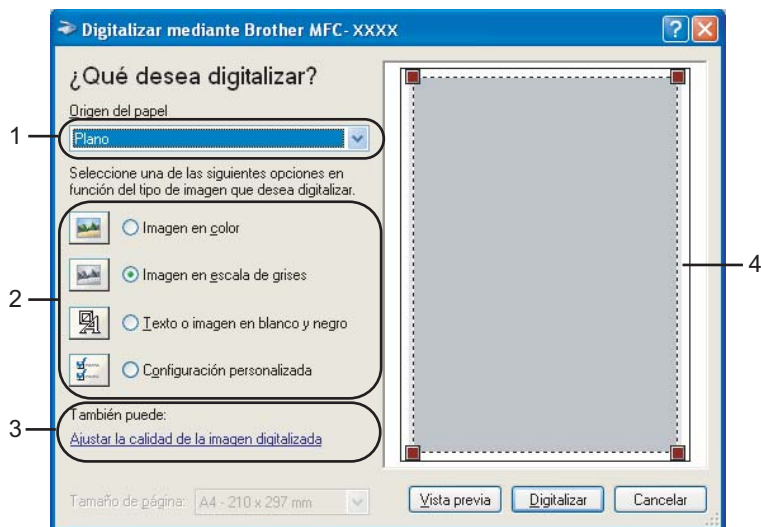 Digitalizar mediante Brother MFC-XXXX
¿Qué desea digitalizar?
Origen del papel
1
Plano
Seleccione una de las siguientes opciones en
función del tipo de imagen que desea digitalizar.
Imagen en color
Imagen en escala de grises
4
2
Texto o imagen en blanco y negro
Configuración personalizada
También puede:
3
Ajustar la calidad de la imagen digitalizada
Tamaño de página: A4 - 210 x 297 mm
Vista previa
Digitalizar
Cancelar